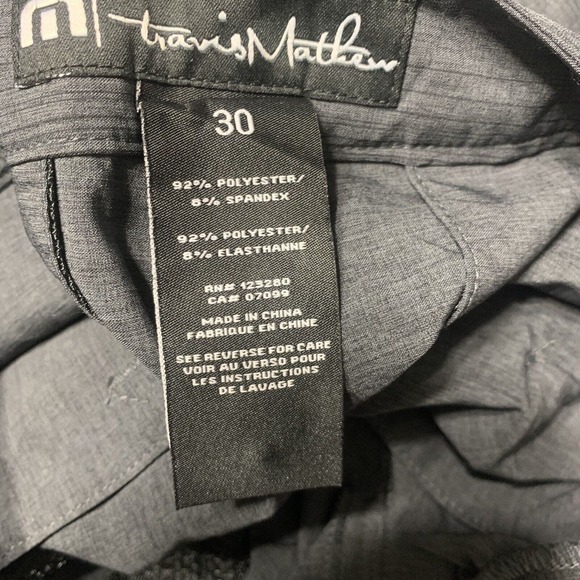 TravisMathew
30
92% POLYESTER/
8% SPANDEX
92% POLYESTER/
8% ELASTHANNE
RN# 123280
CA# 07099
MADE IN CHINA
FABRIQUE EN CHINE
SEE REVERSE FOR CARE
VOIR AU VERSO POUR
LES INSTRUCTIONS
DE LAVAGE